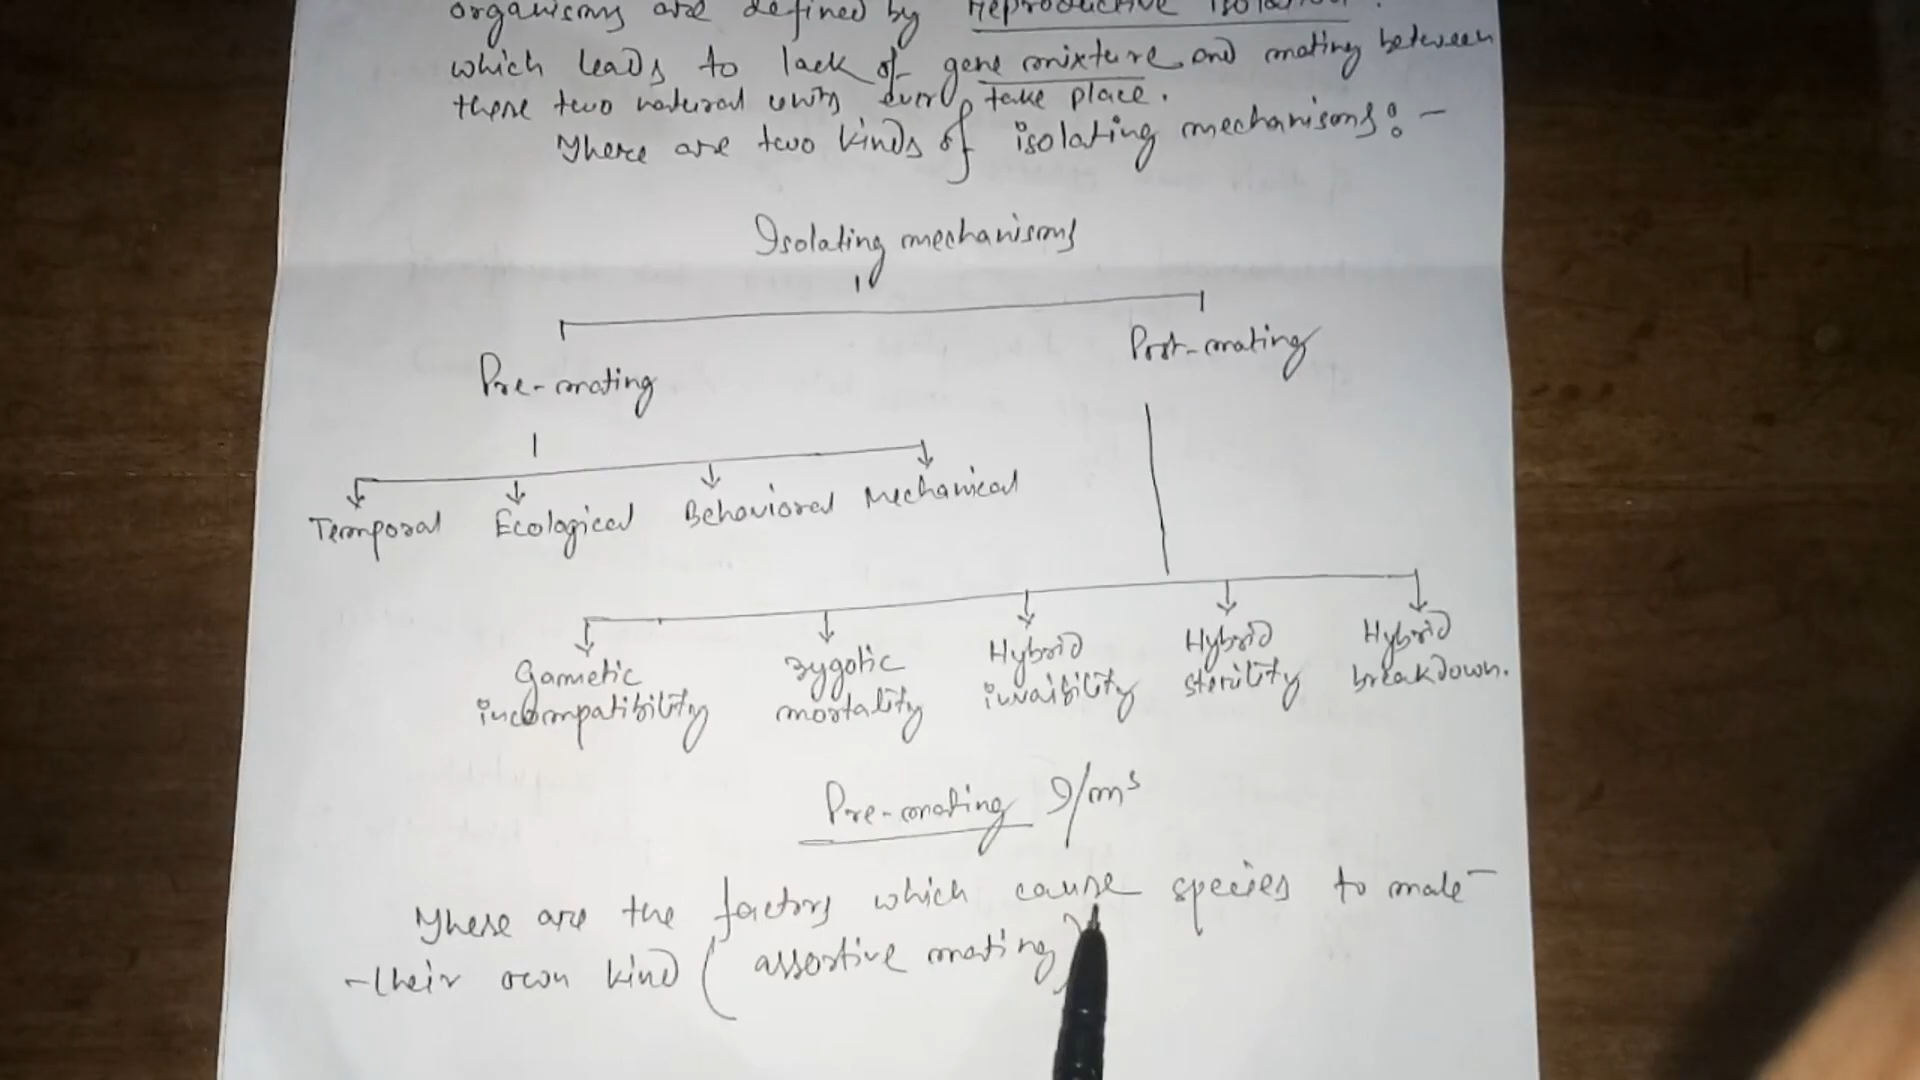 organisms are defined by Reproductive isolation.
which leads to lack of gene mixture and mating between
these two natural units ever take place.
There are two kinds of isolating mechanisms :-
Isolating mechanisms
Pre-mating
Post-mating
Temporal Ecological Behavioral Mechanical
Gametic incompatibility
zygotic mortality
Hybrid invaibility
Hybrid sterility
Hybrid breakdown.
Pre-mating I/ms
These are the factors which cause species to mate
their own kind ( assortive mating )